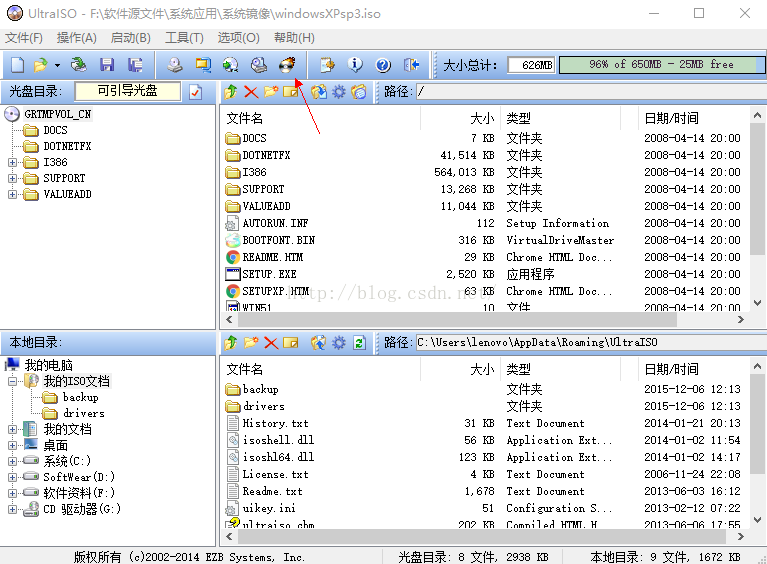 UltraISO - F:\软件源文件\系统应用\系统镜像\windowsXPsp3.iso
文件(F) 操作(A) 启动(B) 工具(T) 选项(O) 帮助(H)
大小总计: 626MB 96% of 650MB - 25MB free
光盘目录: 可引导光盘 路径: /
GRTMPVOL_CN
DOCS
DOTNETFX
I386
SUPPORT
VALUEADD
文件名 大小 类型 日期/时间
DOCS 7 KB 文件夹 2008-04-14 20:00
DOTNETFX 41,514 KB 文件夹 2008-04-14 20:00
I386 564,013 KB 文件夹 2008-04-14 20:00
SUPPORT 13,268 KB 文件夹 2008-04-14 20:00
VALUEADD 11,044 KB 文件夹 2008-04-14 20:00
AUTORUN.INF 112 Setup Information 2008-04-14 20:00
BOOTFONT.BIN 316 KB VirtualDriveMaster 2008-04-14 20:00
README.HTM 29 KB Chrome HTML Doc... 2008-04-14 20:00
SETUP.EXE 2,520 KB 应用程序 2008-04-14 20:00
SETUPXP.HTM 63 KB Chrome HTML Doc... 2008-04-14 20:00
WIN51 10 文件 2008-04-14 20:00
http://blog.csdn.net/
本地目录: 路径: C:\Users\lenovo\AppData\Roaming\UltraISO
我的电脑
我的ISO文档
backup
drivers
我的文档
桌面
系统(C:)
SoftWear(D:)
软件资料(F:)
CD 驱动器(G:)
文件名 大小 类型 日期/时间
backup 文件夹 2015-12-06 12:13
drivers 文件夹 2015-12-06 12:13
History.txt 31 KB Text Document 2014-01-21 20:13
isoshell.dll 56 KB Application Ext... 2014-01-02 11:54
isoshl64.dll 123 KB Application Ext... 2014-01-02 14:17
License.txt 4 KB Text Document 2006-11-24 22:08
Readme.txt 1,678 Text Document 2013-06-03 16:12
uikey.ini 51 Configuration S... 2013-02-12 07:22
ultraiso.chm 202 KB Compiled HTML H... 2013-06-06 17:55
版权所有 (c)2002-2014 EZB Systems, Inc. 光盘目录: 8 文件, 2938 KB 本地目录: 9 文件, 1672 KB